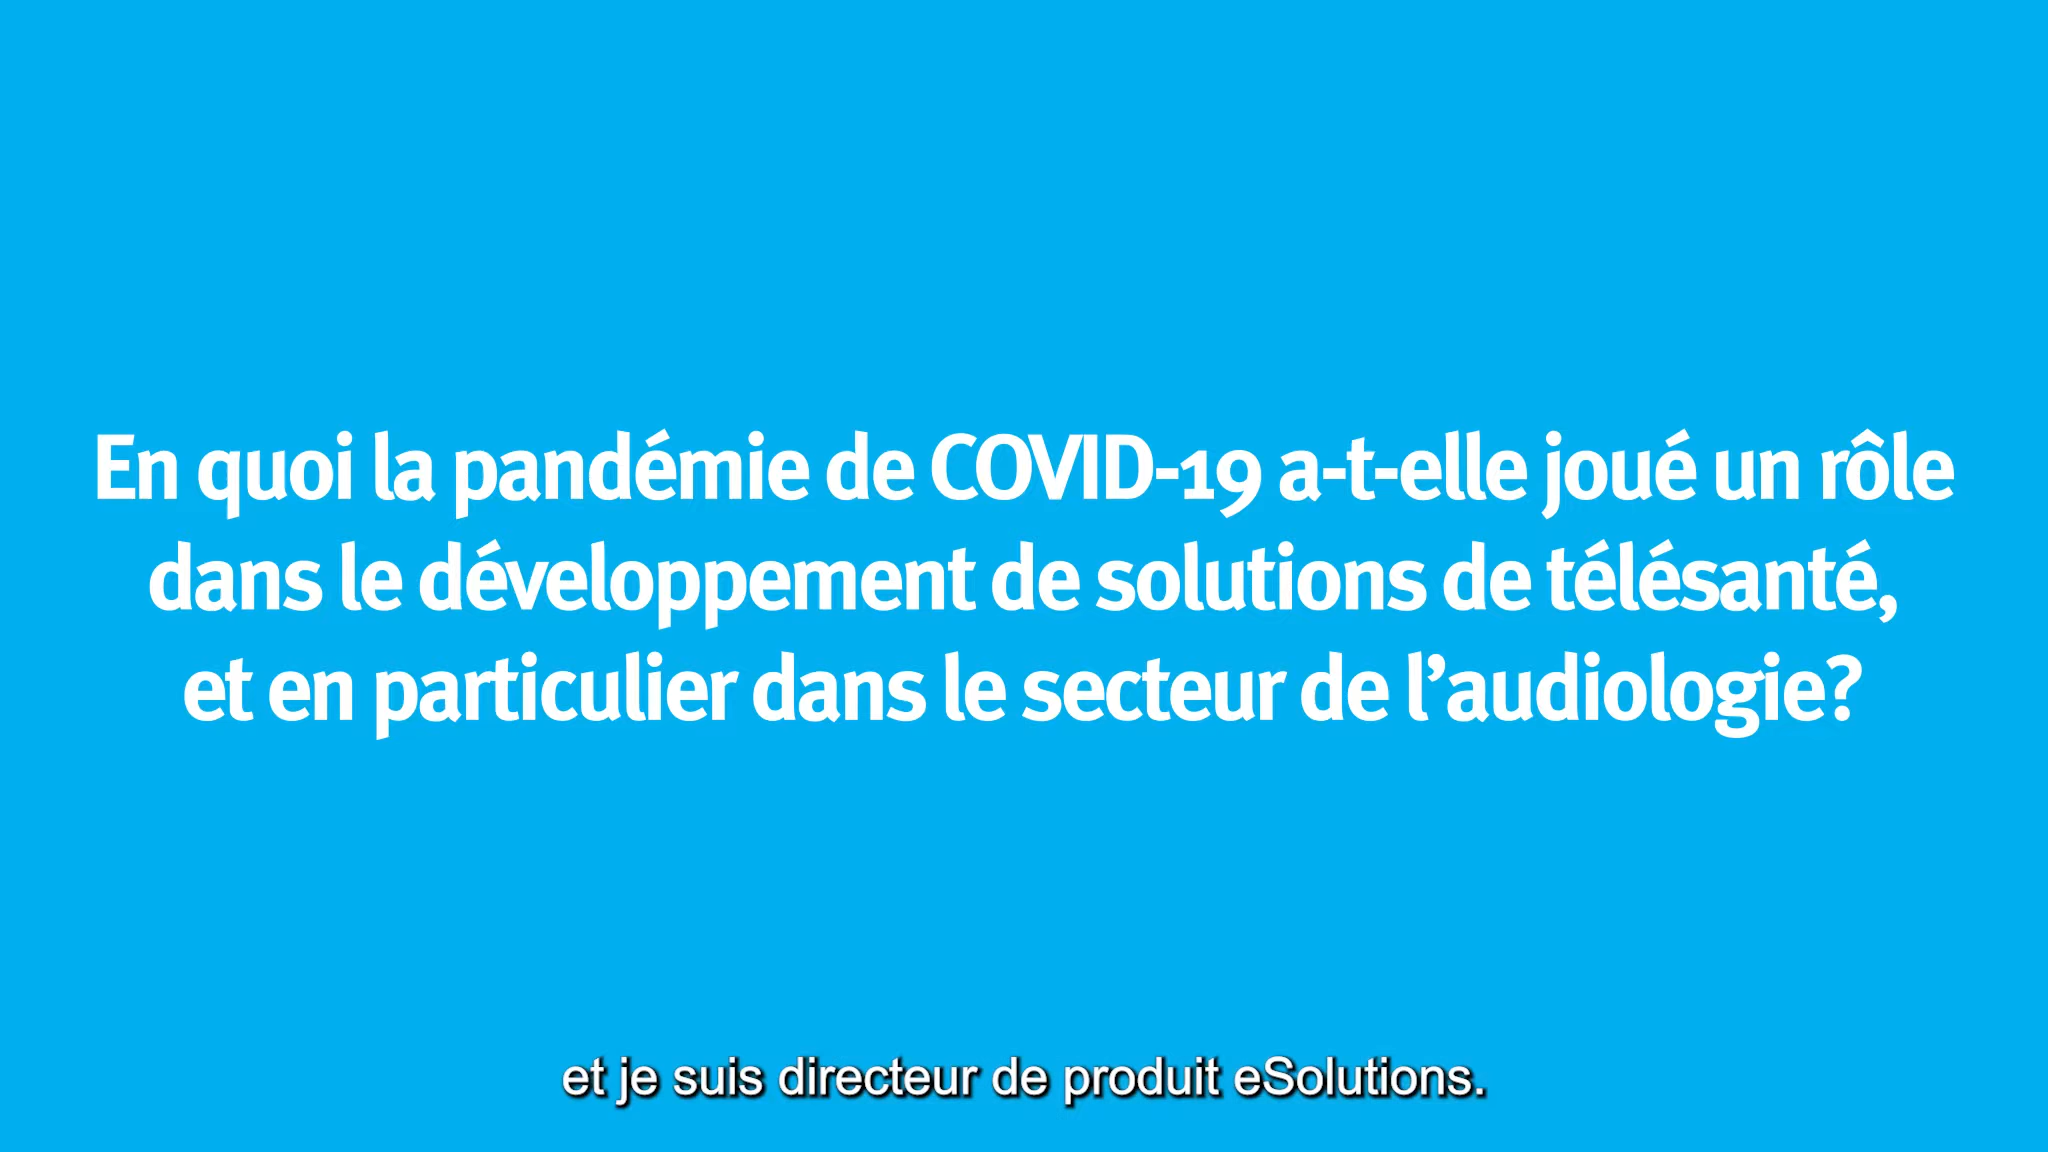 En quoi la pandémie de COVID-19 a-t-elle joué un rôle
dans le développement de solutions de télésanté,
et en particulier dans le secteur de l’audiologie?
et je suis directeur de produit eSolutions.